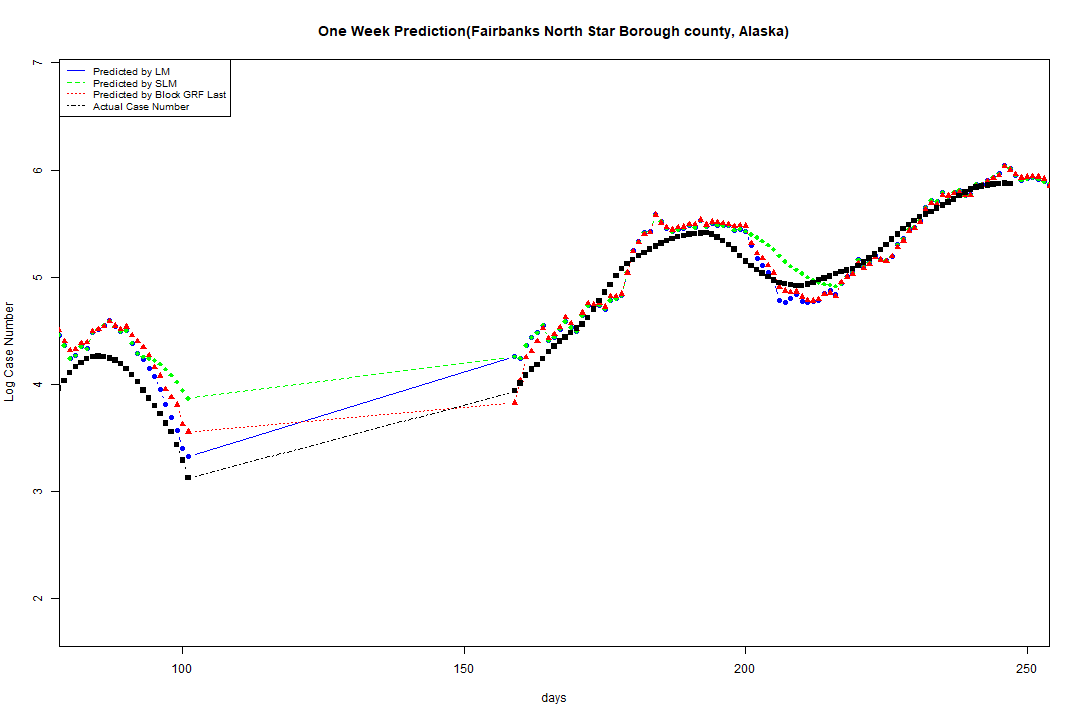 One Week Prediction(Fairbanks North Star Borough county, Alaska)
Predicted by LM
Predicted by SLM
Predicted by Block GRF Last
Actual Case Number
7
6
5
4
3
2
Log Case Number
100 150 200 250
days